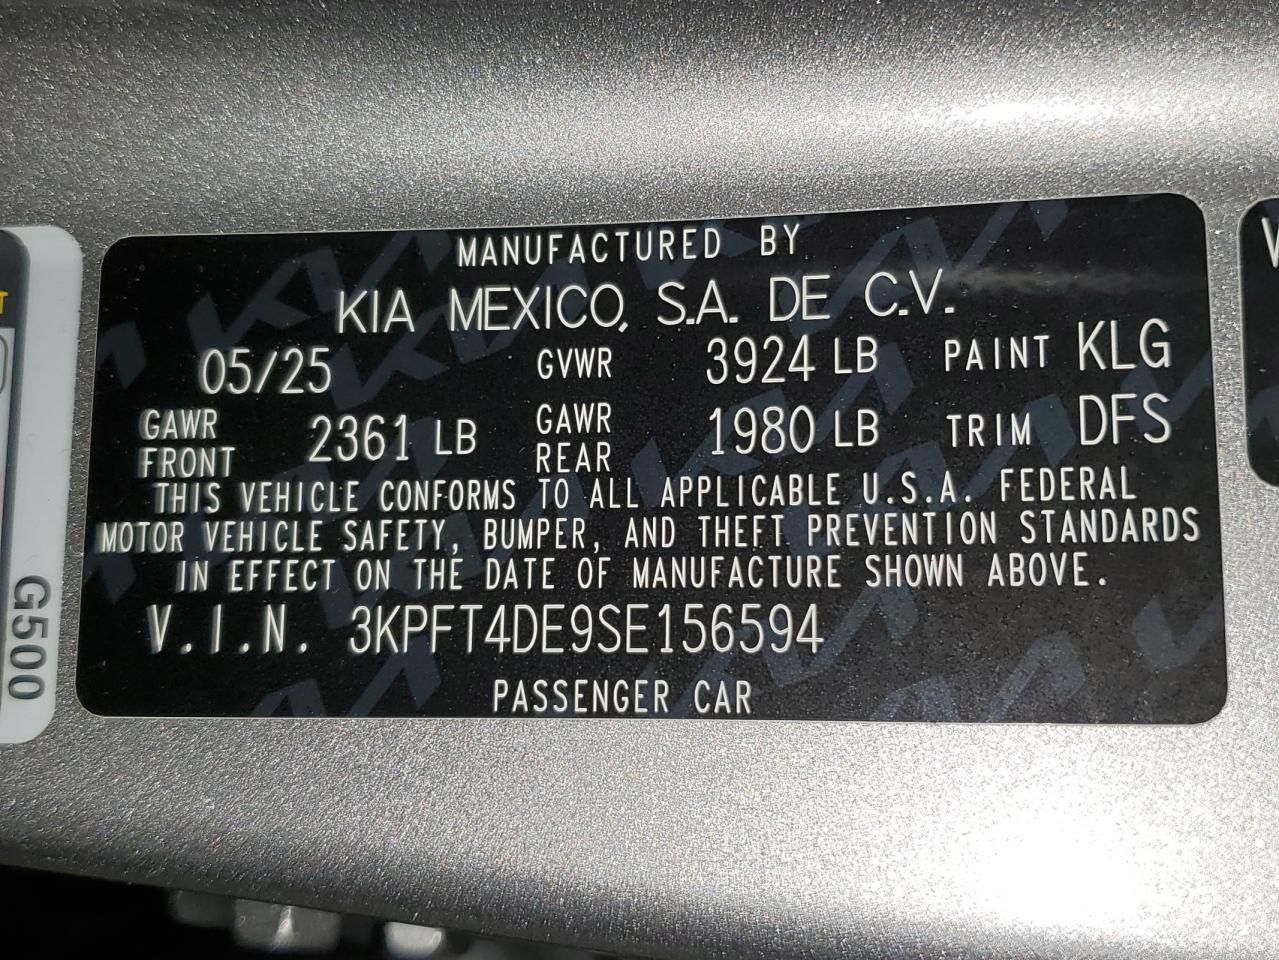 MANUFACTURED BY
KIA MEXICO, S.A. DE C.V.
05/25 GVWR 3924 LB PAINT KLG
GAWR FRONT 2361 LB GAWR REAR 1980 LB TRIM DFS
THIS VEHICLE CONFORMS TO ALL APPLICABLE U.S.A. FEDERAL
MOTOR VEHICLE SAFETY, BUMPER, AND THEFT PREVENTION STANDARDS
IN EFFECT ON THE DATE OF MANUFACTURE SHOWN ABOVE.
V.I.N. 3KPFT4DE9SE156594
PASSENGER CAR
G500